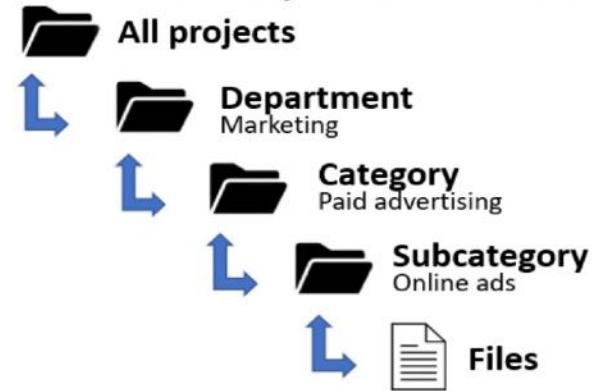 All projects
Department
Marketing
Category
Paid advertising
Subcategory
Online ads
Files